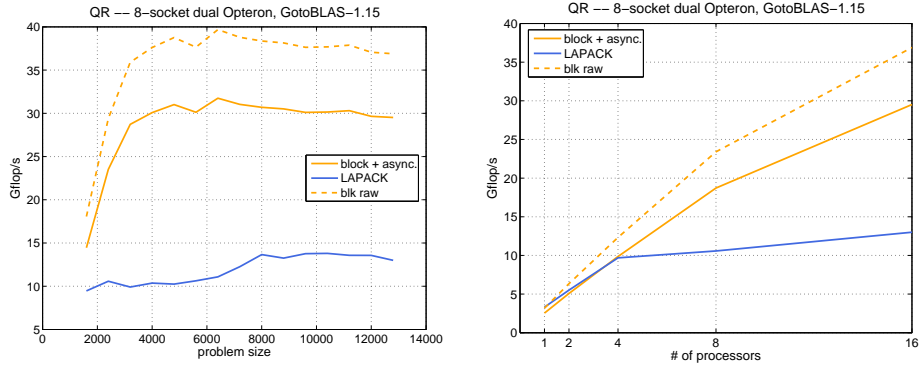 QR -- 8-socket dual Opteron, GotoBLAS-1.15
40
35
30
25
20
15
10
5
Gflop/s
block + async.
LAPACK
blk raw
0 2000 4000 6000 8000 10000 12000 14000
problem size
QR -- 8-socket dual Opteron, GotoBLAS-1.15
40
35
30
25
20
15
10
5
0
Gflop/s
block + async.
LAPACK
blk raw
1 2 4 8 16
# of processors